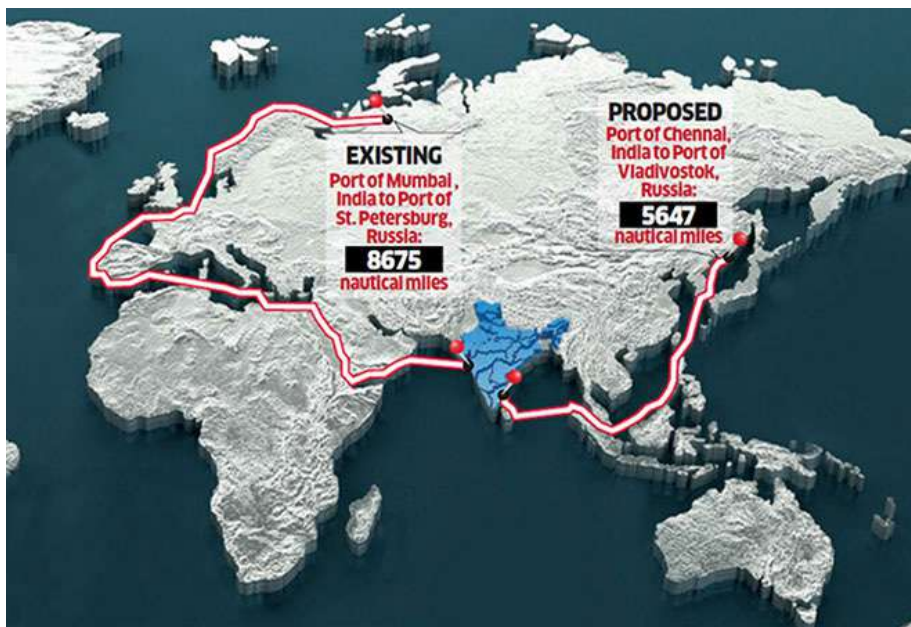 EXISTING
Port of Mumbai,
India to Port of
St. Petersburg,
Russia:
8675
nautical miles
PROPOSED
Port of Chennai,
India to Port of
Vladivostok,
Russia:
5647
nautical miles